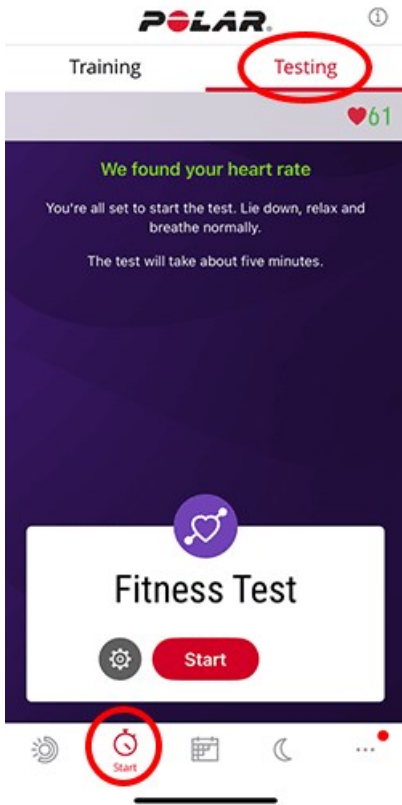 POLAR.
Training
Testing
61
We found your heart rate
You're all set to start the test. Lie down, relax and
breathe normally.
The test will take about five minutes.
Fitness Test
Start
Start